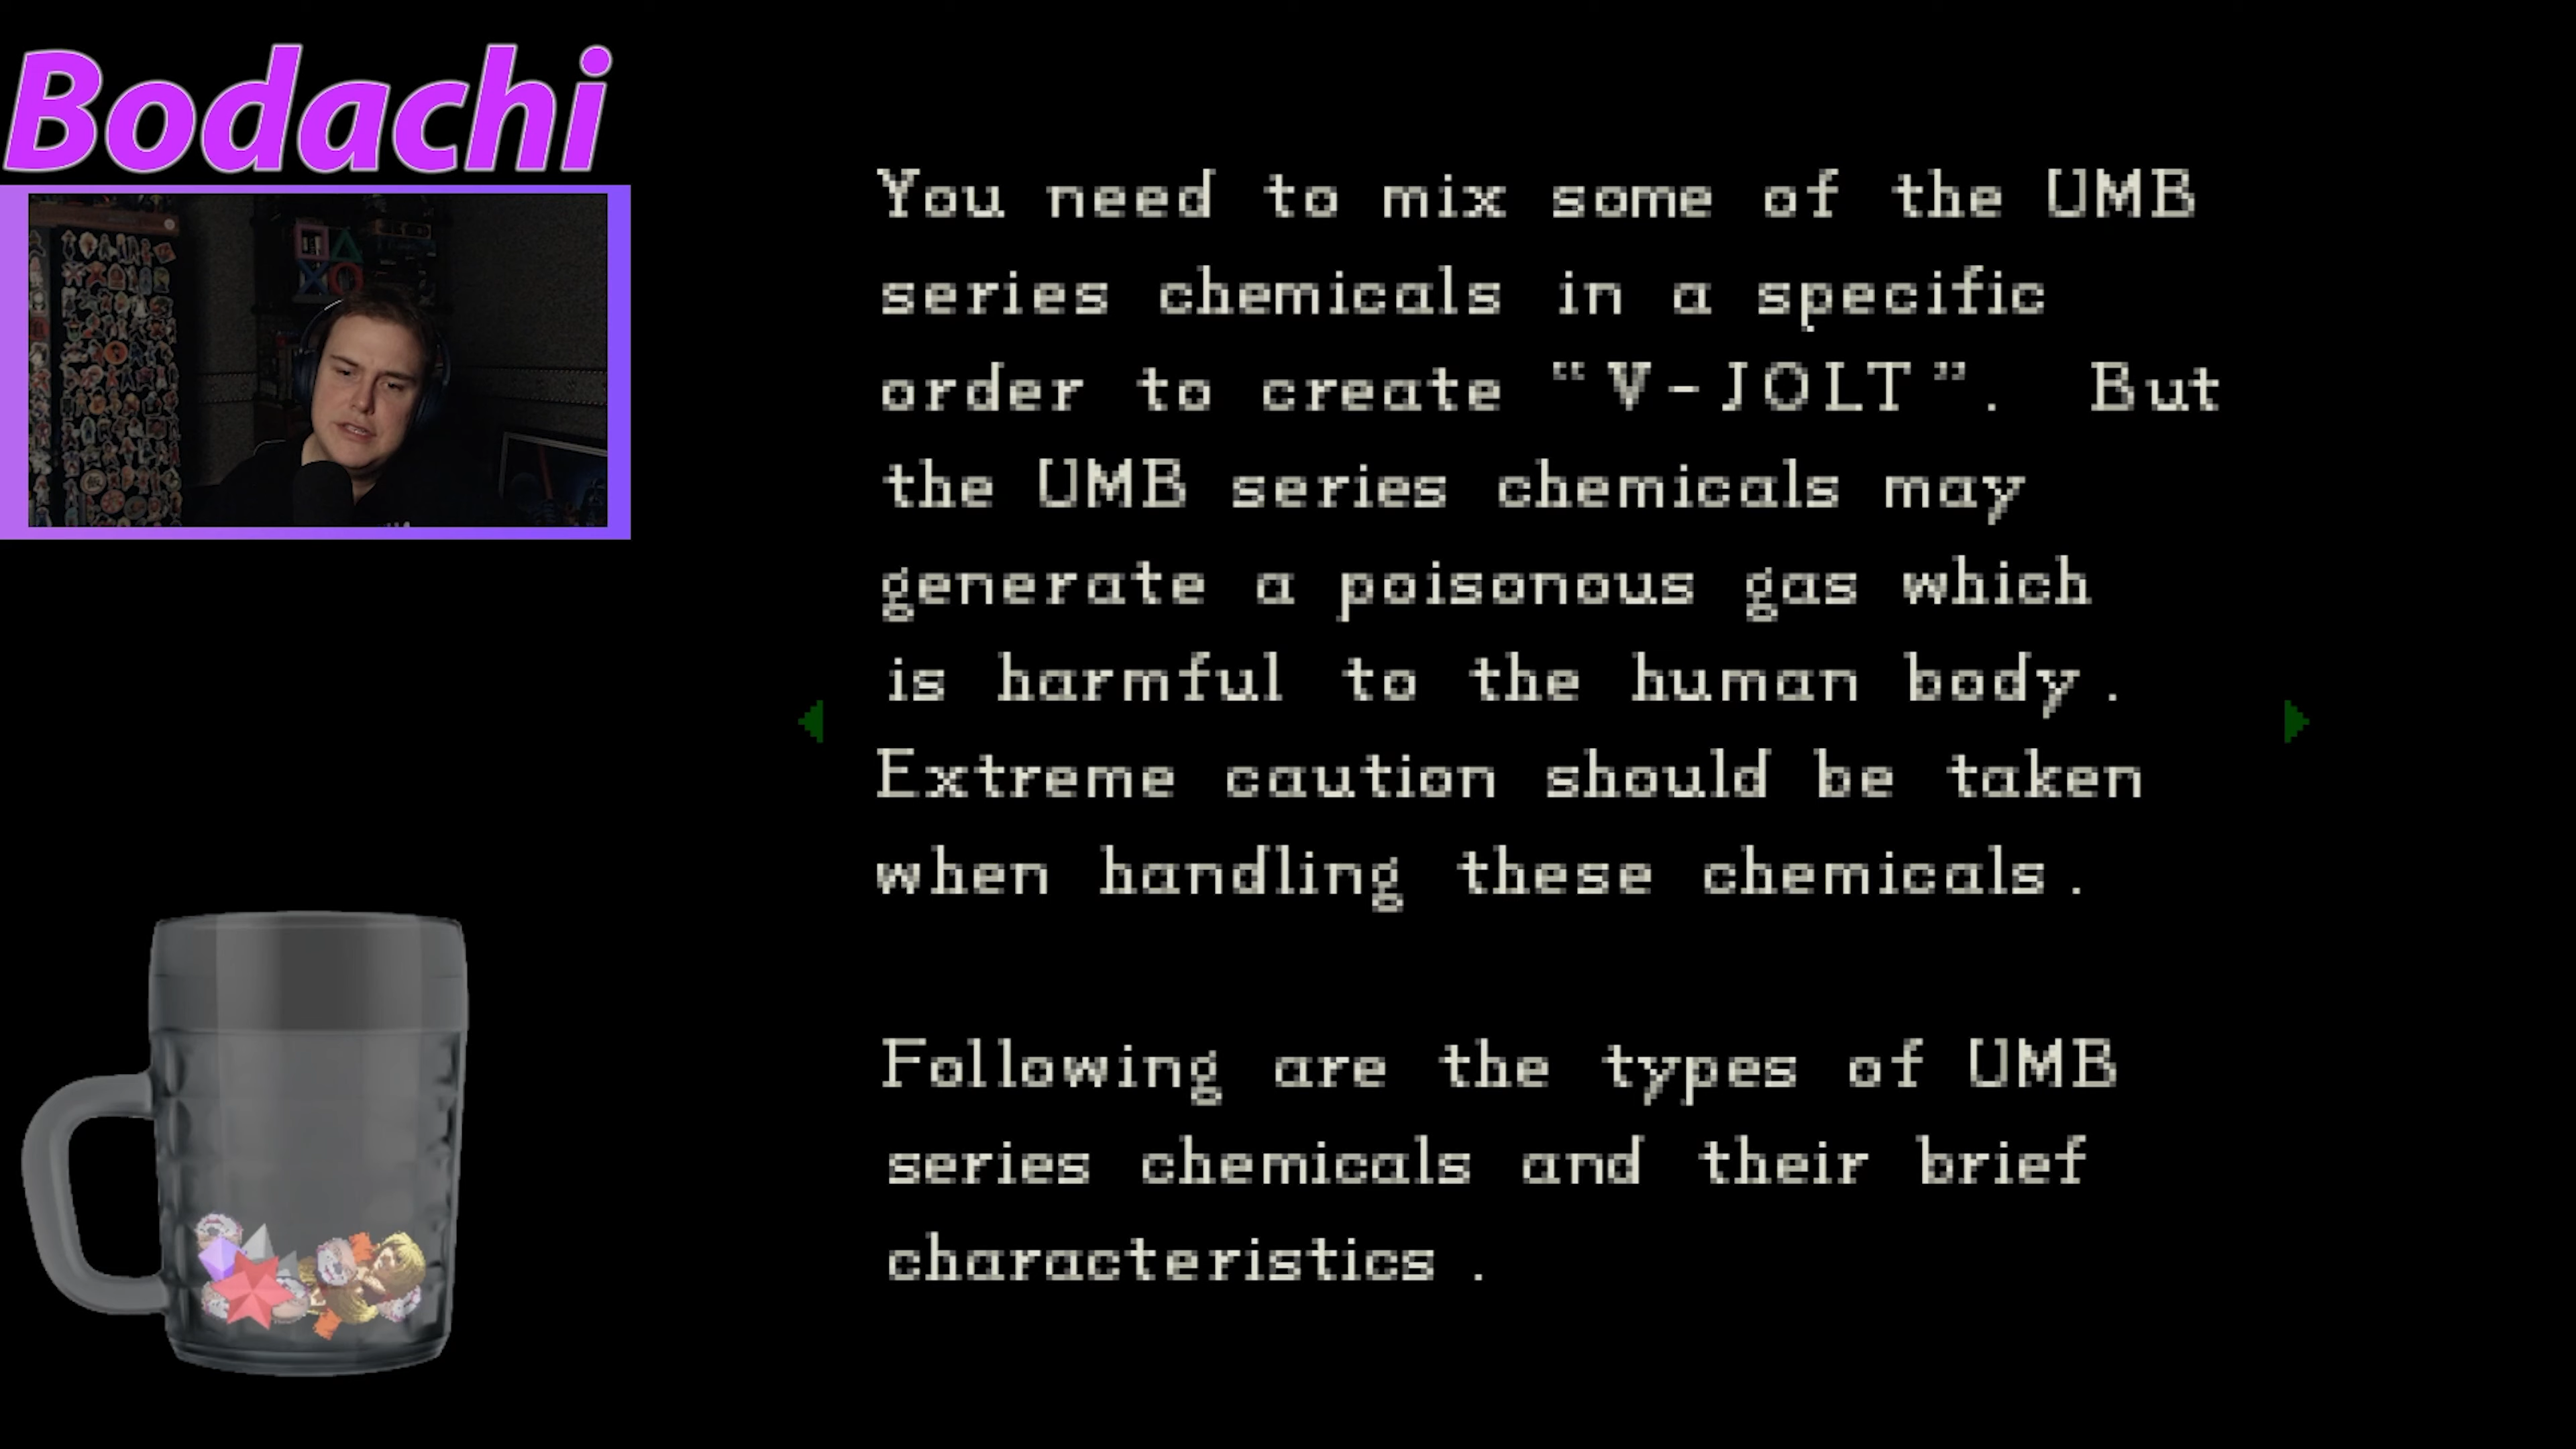 Bodachi
You need to mix some of the UMB
series chemicals in a specific
order to create “V-JOLT”. But
the UMB series chemicals may
generate a poisonous gas which
is harmful to the human body.
Extreme caution should be taken
when handling these chemicals.
Following are the types of UMB
series chemicals and their brief
characteristics.